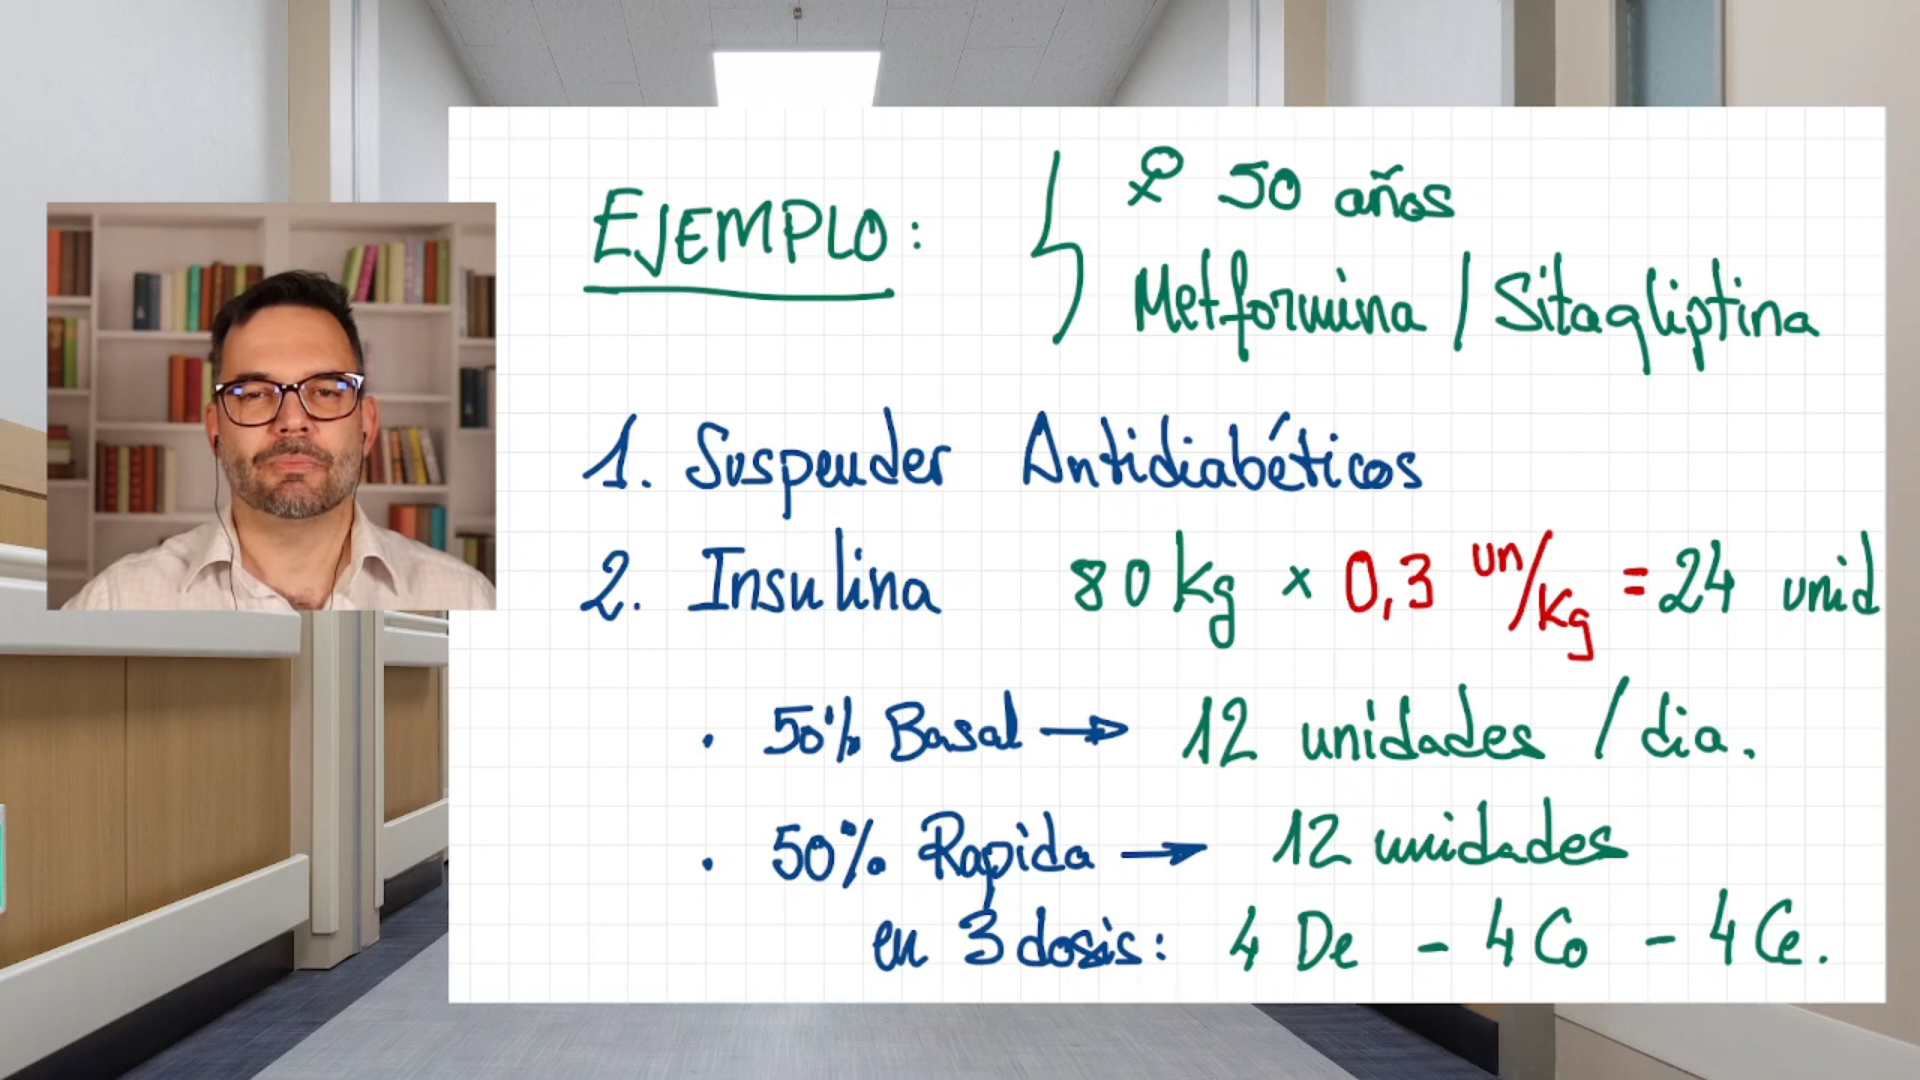 EJEMPLO: ♀ 50 años
Metformina / Sitagliptina
1. Suspender Antidiabéticos
2. Insulina 80 kg × 0,3 un/kg = 24 unid
• 50% Basal → 12 unidades / dia.
• 50% Rapida → 12 unidades
en 3 dosis: 4 De - 4 Co - 4 Ce.